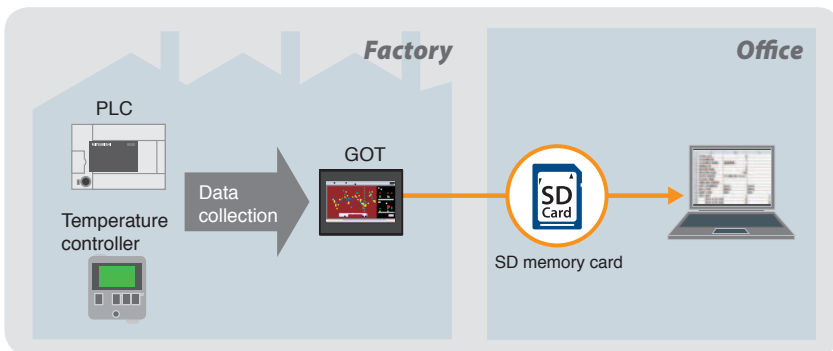 Factory
Office
PLC
GOT
Data
collection
SD
Card
Temperature
controller
SD memory card